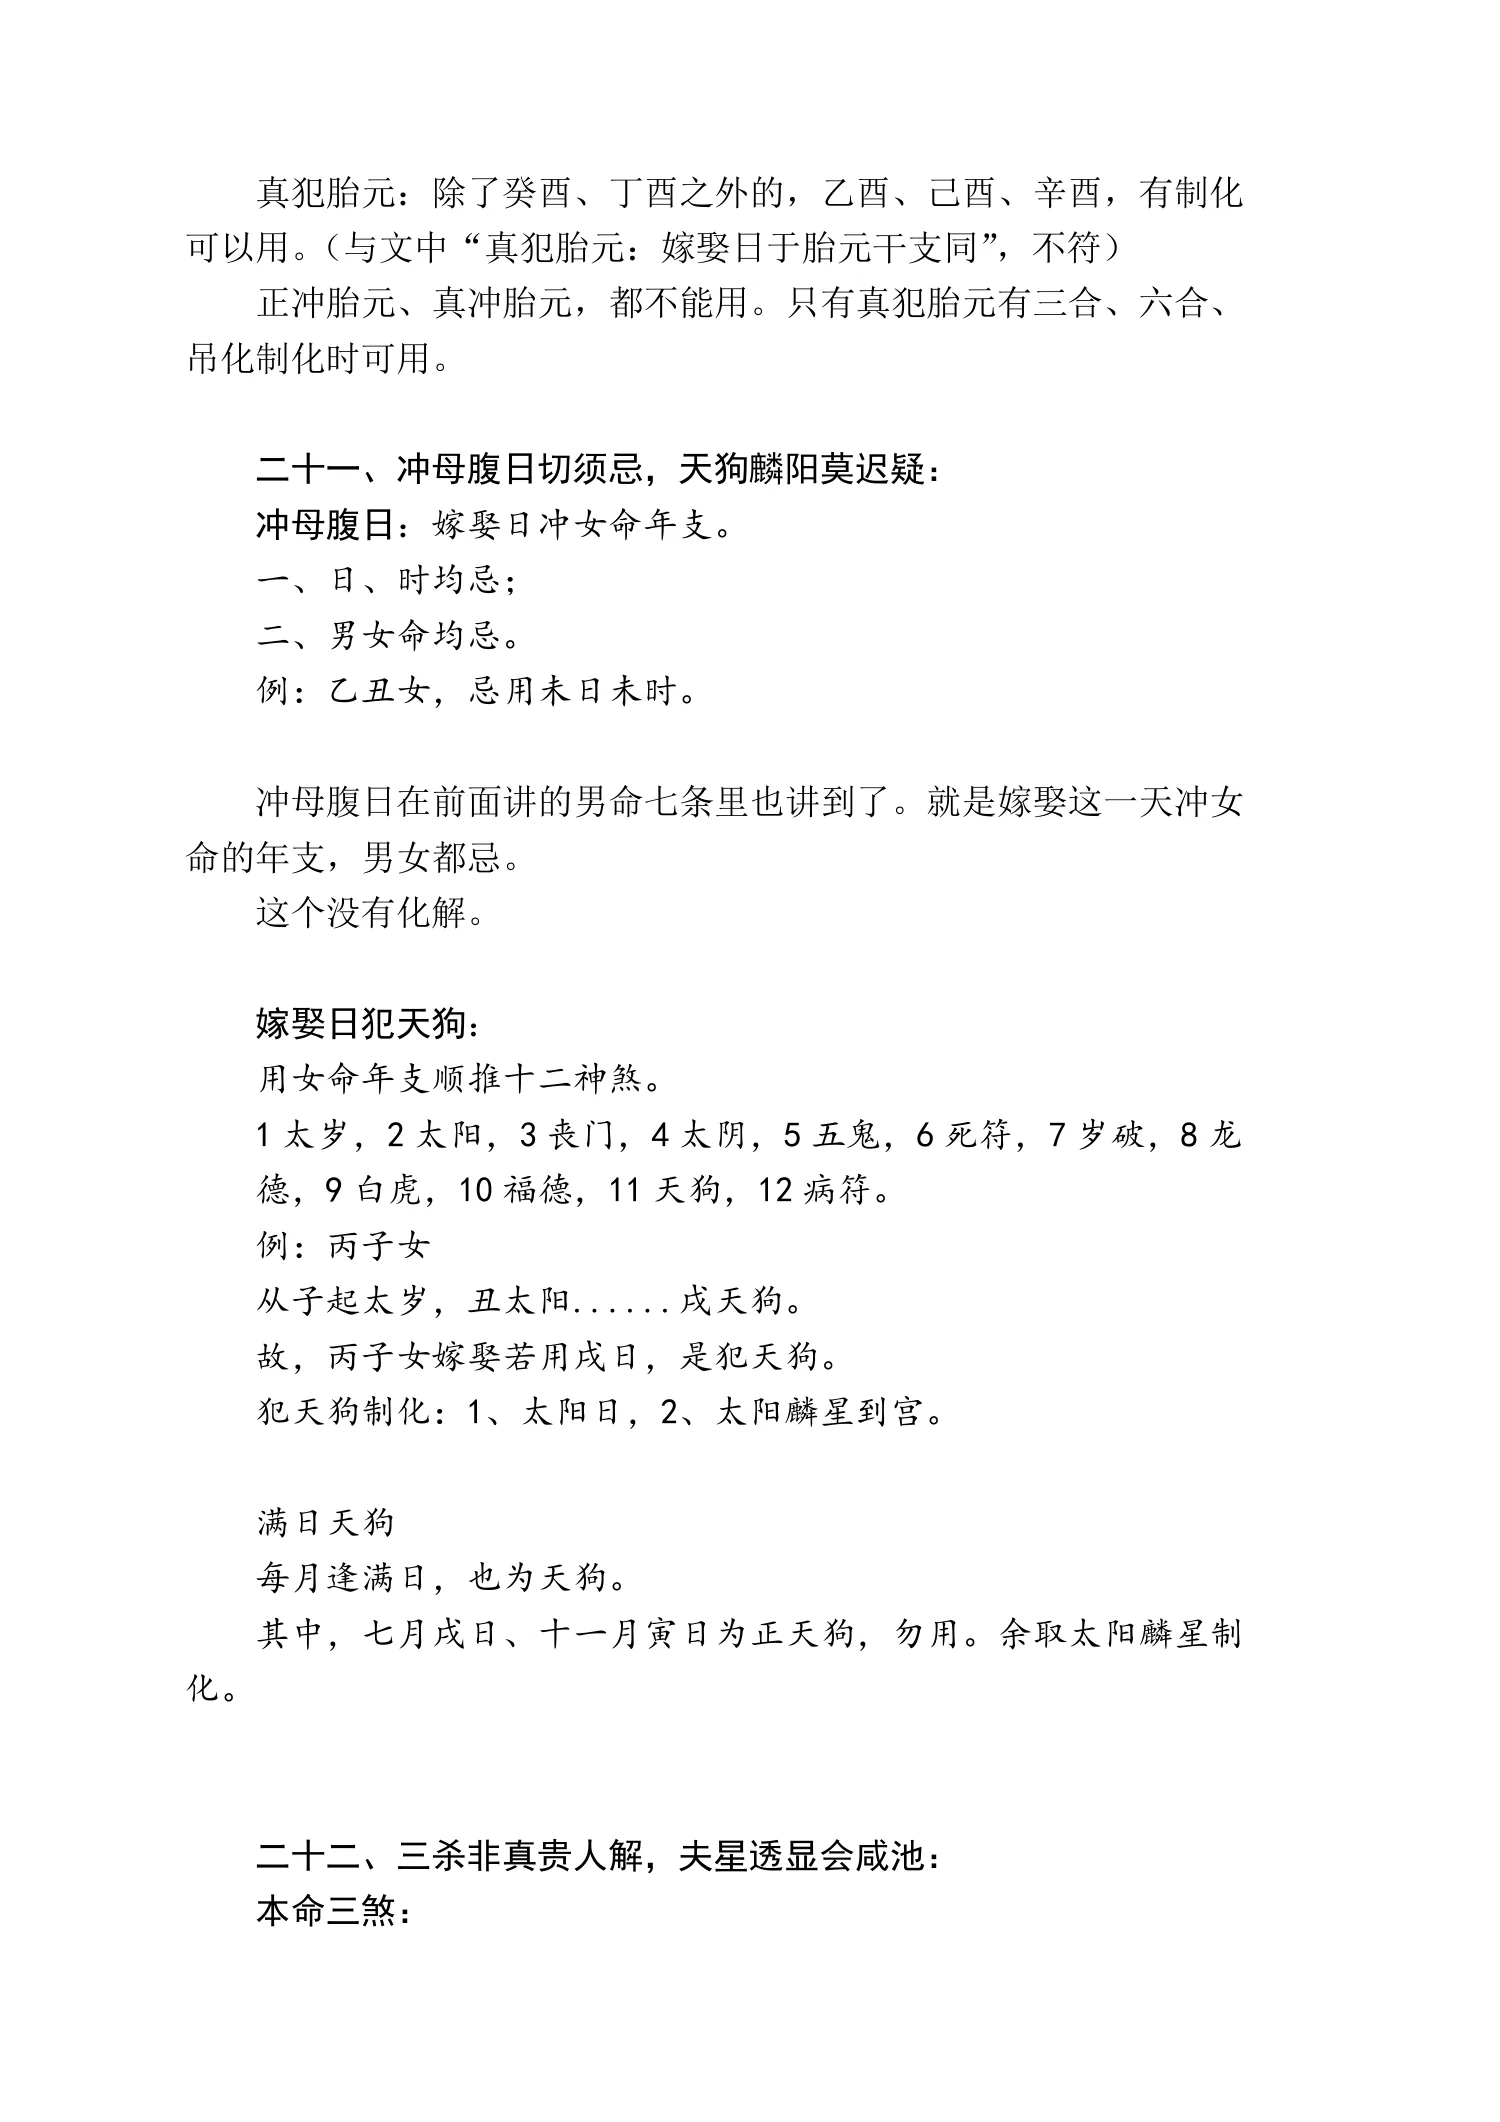 真犯胎元：除了癸酉、丁酉之外的，乙酉、己酉、辛酉，有制化
可以用。（与文中“真犯胎元：嫁娶日于胎元干支同”，不符）
正冲胎元、真冲胎元，都不能用。只有真犯胎元有三合、六合、
吊化制化时可用。
二十一、冲母腹日切须忌，天狗麟阳莫迟疑：
冲母腹日：嫁娶日冲女命年支。
一、日、时均忌；
二、男女命均忌。
例：乙丑女，忌用未日未时。
冲母腹日在前面讲的男命七条里也讲到了。就是嫁娶这一天冲女
命的年支，男女都忌。
这个没有化解。
嫁娶日犯天狗：
用女命年支顺推十二神煞。
1 太岁，2 太阳，3 丧门，4 太阴，5 五鬼，6 死符，7 岁破，8 龙
德，9 白虎，10 福德，11 天狗，12 病符。
例：丙子女
从子起太岁，丑太阳......戌天狗。
故，丙子女嫁娶若用戌日，是犯天狗。
犯天狗制化：1、太阳日，2、太阳麟星到宫。
满日天狗
每月逢满日，也为天狗。
其中，七月戌日、十一月寅日为正天狗，勿用。余取太阳麟星制
化。
二十二、三杀非真贵人解，夫星透显会咸池：
本命三煞：